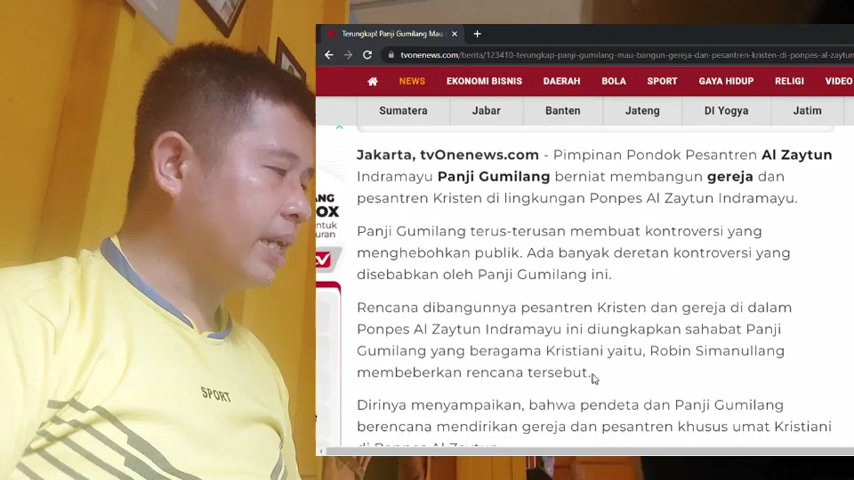 Terungkap! Panji Gumilang Mau
tvonenews.com/berita/123410-terungkap-panji-gumilang-mau-bangun-gereja-dan-pesantren-kristen-di-ponpes-al-zaytun
NEWS EKONOMI BISNIS DAERAH BOLA SPORT GAYA HIDUP RELIGI VIDEO
Sumatera Jabar Banten Jateng DI Yogya Jatim
Jakarta, tvOnenews.com - Pimpinan Pondok Pesantren Al Zaytun
Indramayu Panji Gumilang berniat membangun gereja dan
pesantren Kristen di lingkungan Ponpes Al Zaytun Indramayu.
Panji Gumilang terus-terusan membuat kontroversi yang
menghebohkan publik. Ada banyak deretan kontroversi yang
disebabkan oleh Panji Gumilang ini.
Rencana dibangunnya pesantren Kristen dan gereja di dalam
Ponpes Al Zaytun Indramayu ini diungkapkan sahabat Panji
Gumilang yang beragama Kristiani yaitu, Robin Simanullang
membeberkan rencana tersebut.
Dirinya menyampaikan, bahwa pendeta dan Panji Gumilang
berencana mendirikan gereja dan pesantren khusus umat Kristiani
di Ponpes Al Zaytun
SPORT